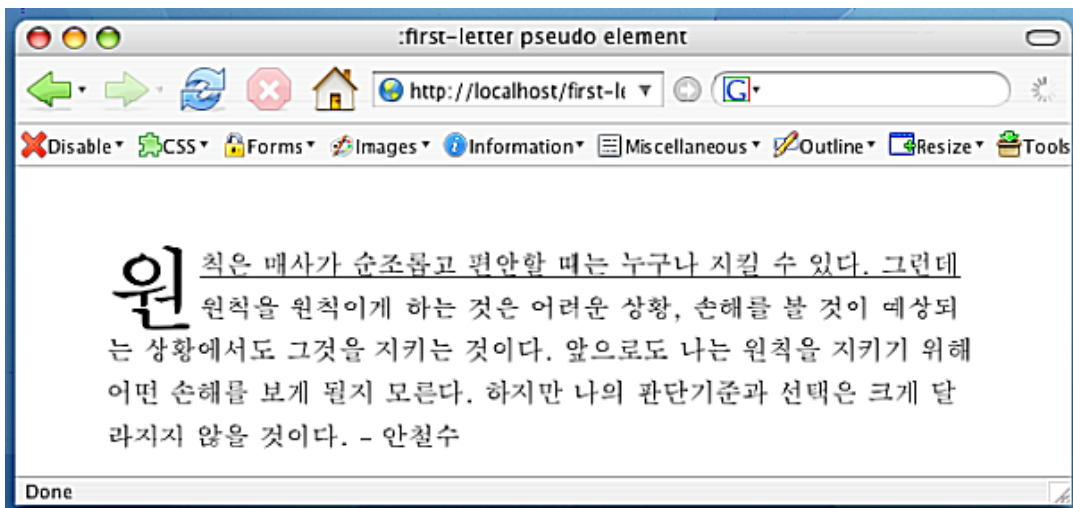 :first-letter pseudo element
http://localhost/first-le
G
Disable CSS Forms Images Information Miscellaneous Outline Resize Tools
원칙은 매사가 순조롭고 편안할 때는 누구나 지킬 수 있다. 그런데
원칙을 원칙이게 하는 것은 어려운 상황, 손해를 볼 것이 예상되
는 상황에서도 그것을 지키는 것이다. 앞으로도 나는 원칙을 지키기 위해
어떤 손해를 보게 될지 모른다. 하지만 나의 판단기준과 선택은 크게 달
라지지 않을 것이다. - 안철수
Done